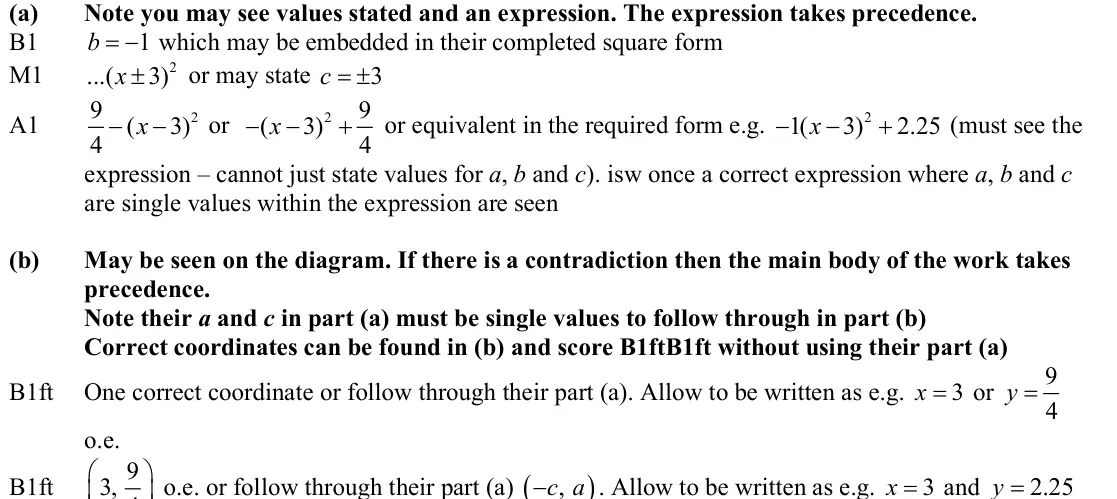 (a) Note you may see values stated and an expression. The expression takes precedence.
B1 b = −1 which may be embedded in their completed square form
M1 ...(x ± 3)² or may state c = ±3
A1 9/4 − (x − 3)² or −(x − 3)² + 9/4 or equivalent in the required form e.g. −1(x − 3)² + 2.25 (must see the
expression – cannot just state values for a, b and c). isw once a correct expression where a, b and c
are single values within the expression are seen
(b) May be seen on the diagram. If there is a contradiction then the main body of the work takes
precedence.
Note their a and c in part (a) must be single values to follow through in part (b)
Correct coordinates can be found in (b) and score B1ftB1ft without using their part (a)
B1ft One correct coordinate or follow through their part (a). Allow to be written as e.g. x = 3 or y = 9/4
o.e.
B1ft (3, 9/4) o.e. or follow through their part (a) (−c, a). Allow to be written as e.g. x = 3 and y = 2.25